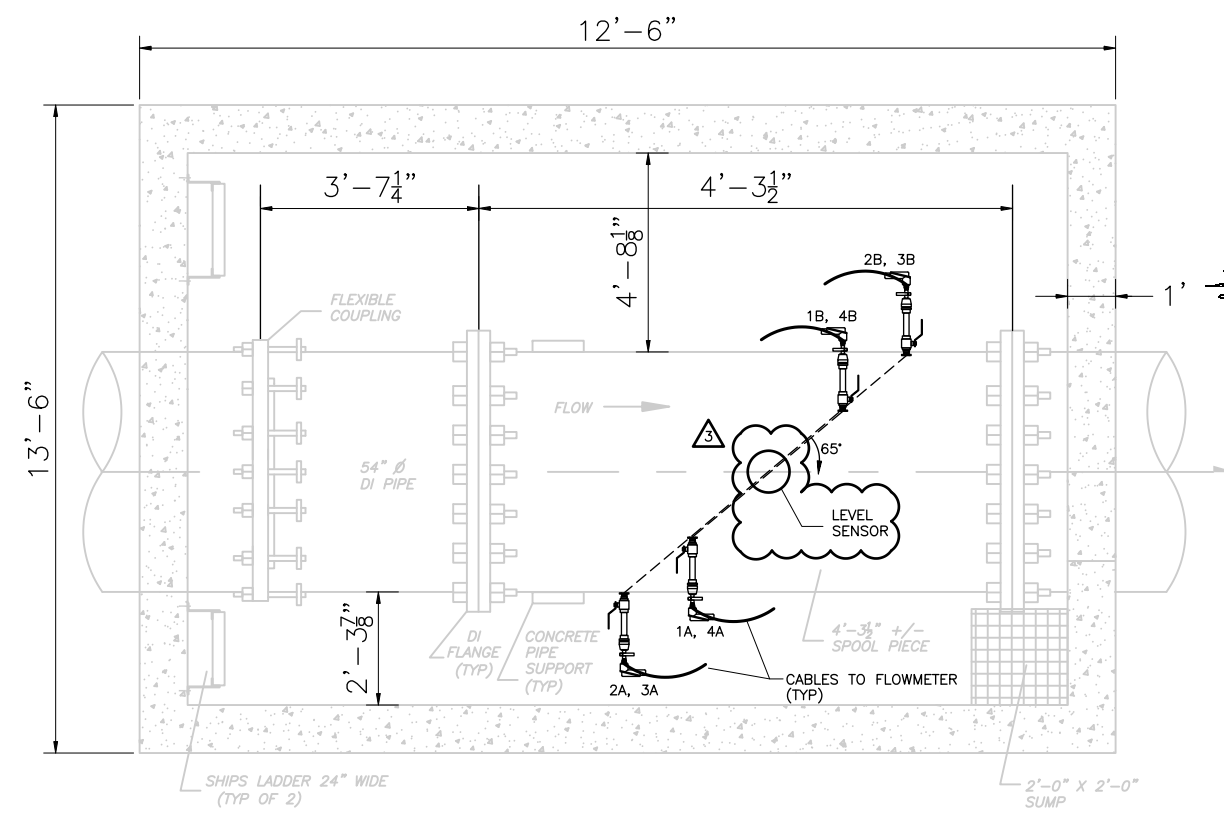 12'-6"
3'-7¼"
4'-3½"
4'-8⅛"
2B, 3B
1B, 4B
1'
FLEXIBLE
COUPLING
13'-6"
FLOW
3
65°
54" Ø
DI PIPE
LEVEL
SENSOR
2'-3⅞"
DI
FLANGE
(TYP)
CONCRETE
PIPE
SUPPORT
(TYP)
1A, 4A
4'-3½" +/-
SPOOL PIECE
2A, 3A
CABLES TO FLOWMETER
(TYP)
SHIPS LADDER 24" WIDE
(TYP OF 2)
2'-0" X 2'-0"
SUMP